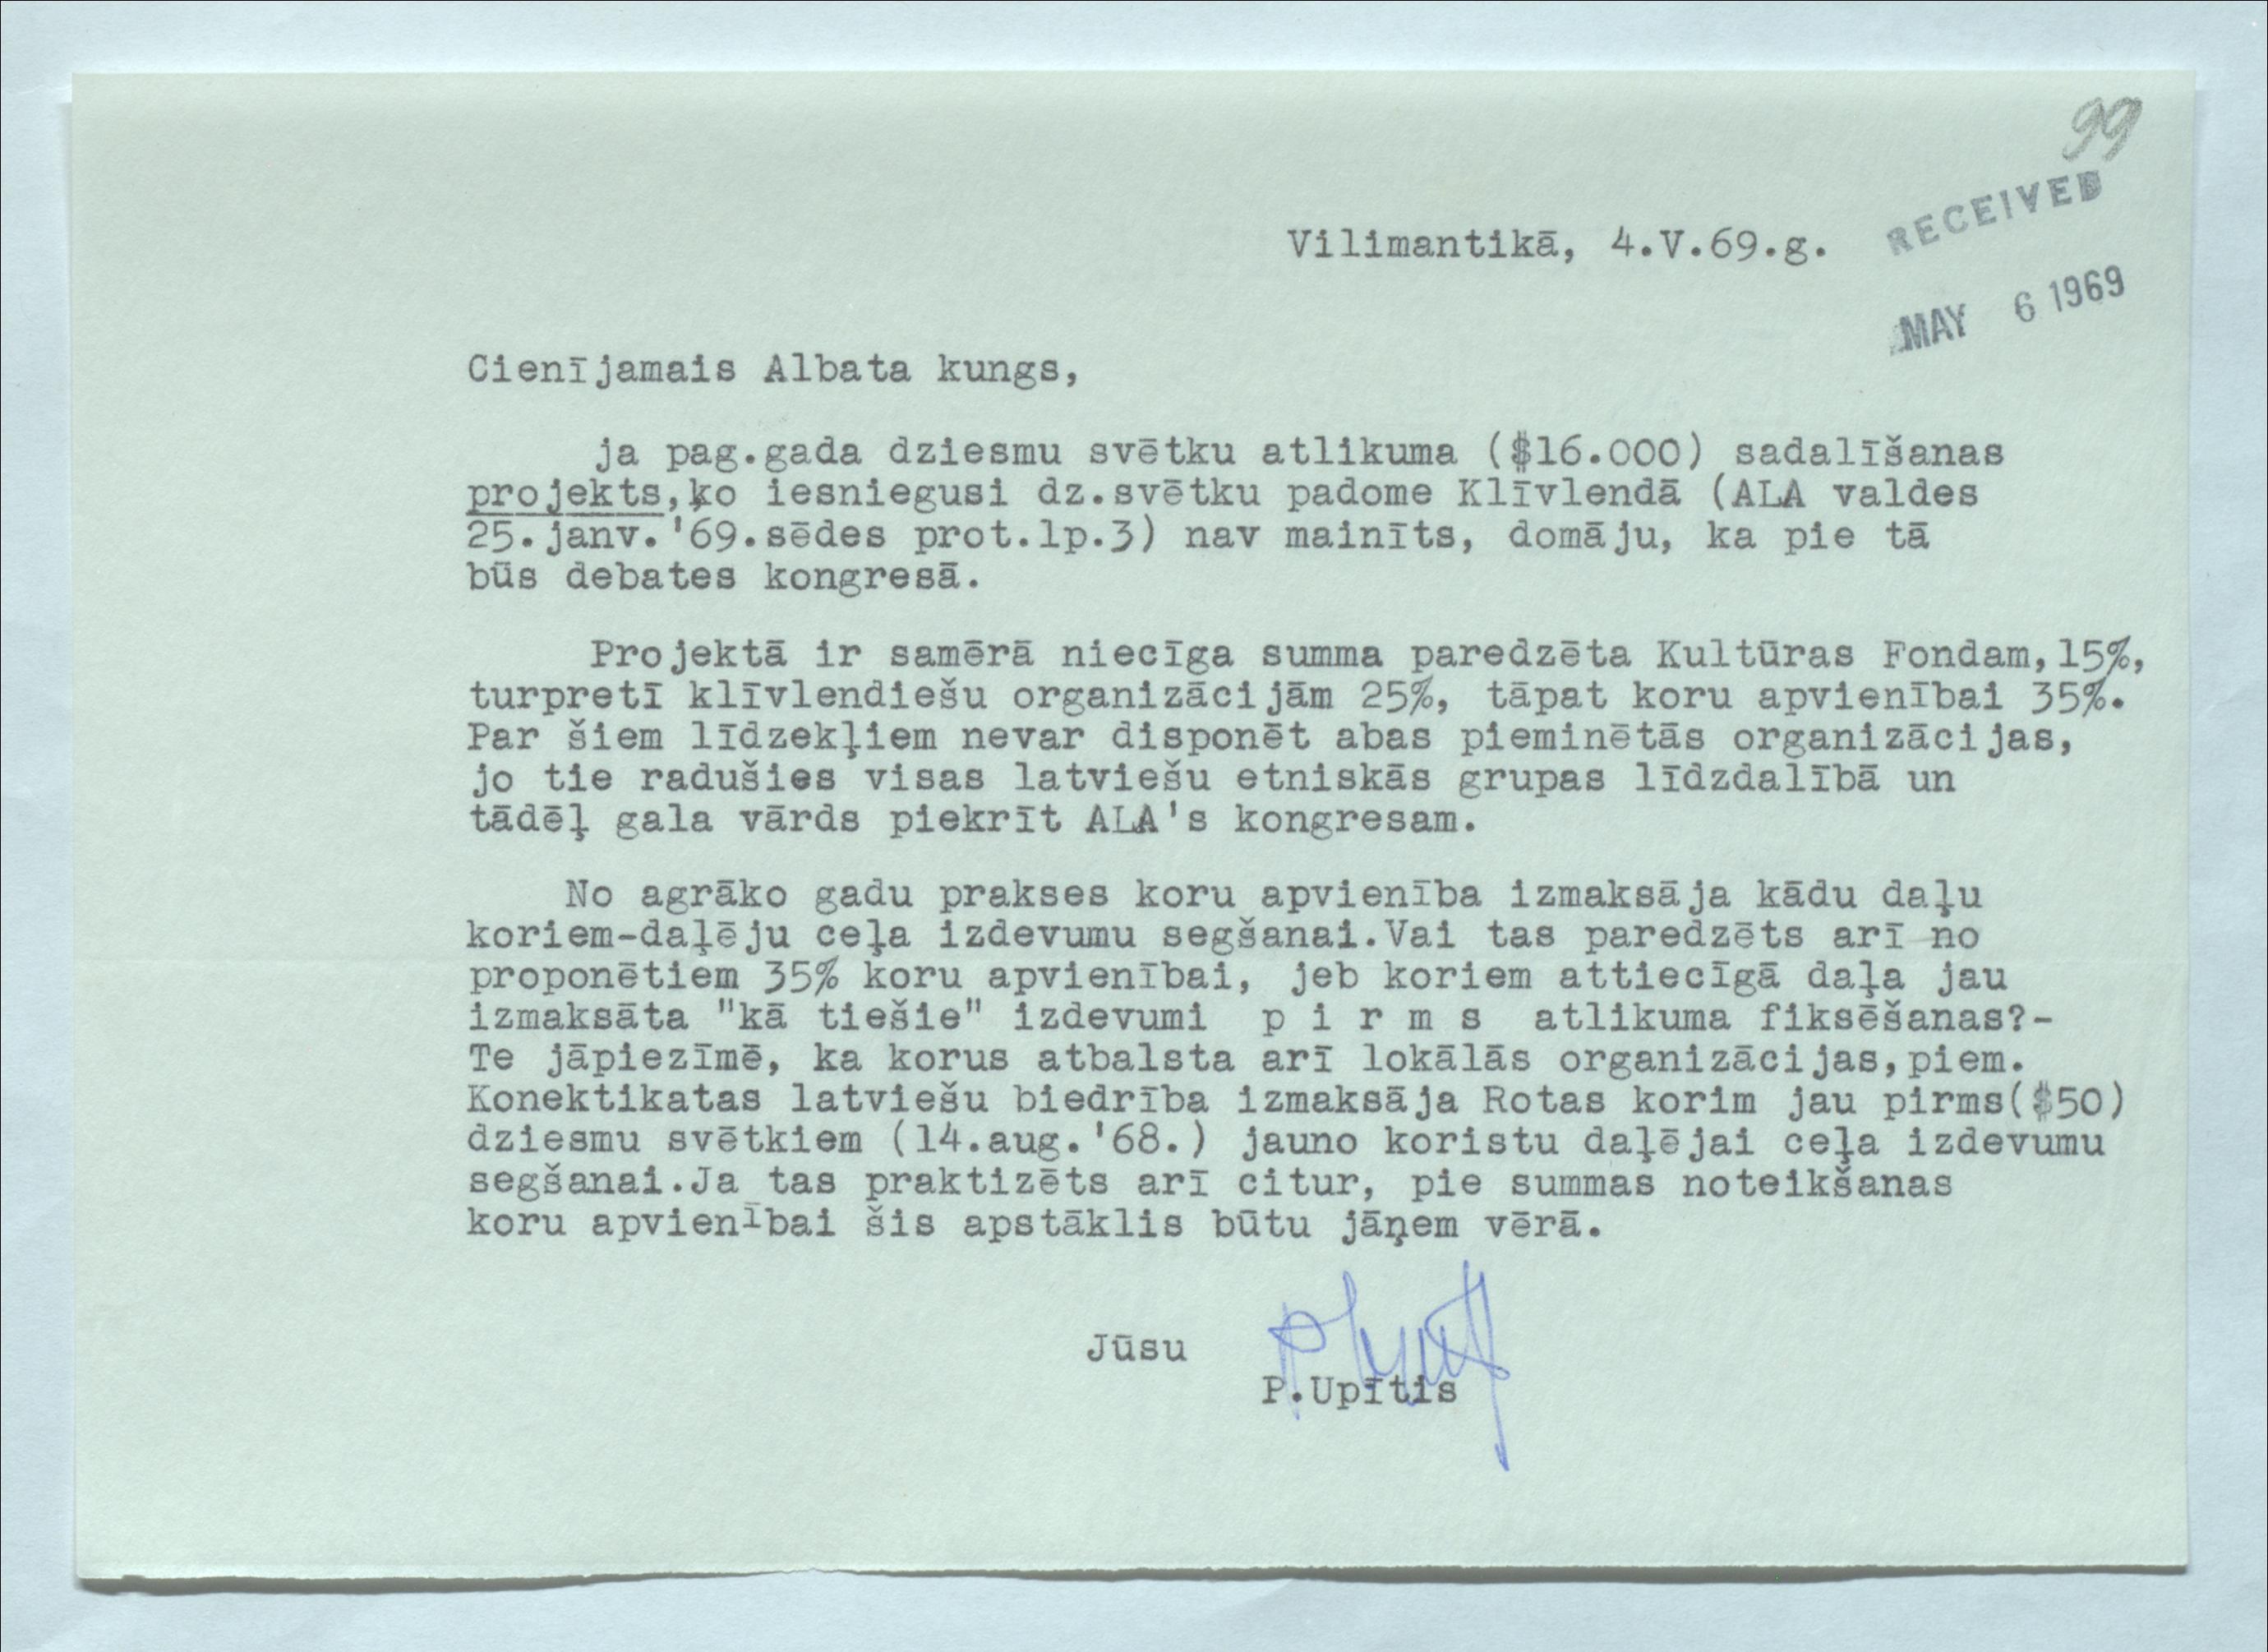 99
RECEIVED
Vilimantikā, 4.V.69.g.
MAY 6 1969
Cienījamais Albata kungs,
ja pag.gada dziesmu svētku atlikuma ($16.000) sadalīšanas
projekts,ko iesniegusi dz.svētku padome Klīvlendā (ALA valdes
25.janv.'69.sēdes prot.lp.3) nav mainīts, domāju, ka pie tā
būs debates kongresā.
Projektā ir samērā niecīga summa paredzēta Kultūras Fondam,15%,
turpretī klīvlendiešu organizācijām 25%, tāpat koru apvienībai 35%.
Par šiem līdzekļiem nevar disponēt abas pieminētās organizācijas,
jo tie radušies visas latviešu etniskās grupas līdzdalībā un
tādēļ gala vārds piekrīt ALA's kongresam.
No agrāko gadu prakses koru apvienība izmaksāja kādu daļu
koriem-daļēju ceļa izdevumu segšanai.Vai tas paredzēts arī no
proponētiem 35% koru apvienībai, jeb koriem attiecīgā daļa jau
izmaksāta "kā tiešie" izdevumi p i r m s atlikuma fiksēšanas?-
Te jāpiezīmē, ka korus atbalsta arī lokālās organizācijas,piem.
Konektikatas latviešu biedrība izmaksāja Rotas korim jau pirms($50)
dziesmu svētkiem (14.aug.'68.) jauno koristu daļējai ceļa izdevumu
segšanai.Ja tas praktizēts arī citur, pie summas noteikšanas
koru apvienībai šis apstāklis būtu jāņem vērā.
Jūsu
P.Upītis